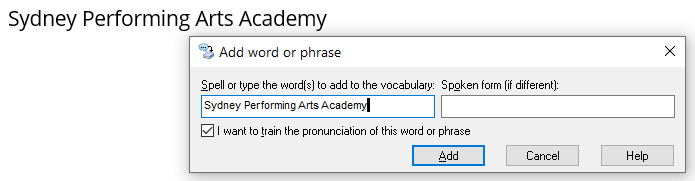 Sydney Performing Arts Academy
Add word or phrase
Spell or type the word(s) to add to the vocabulary: Spoken form (if different):
Sydney Performing Arts Academy
I want to train the pronunciation of this word or phrase
Add Cancel Help